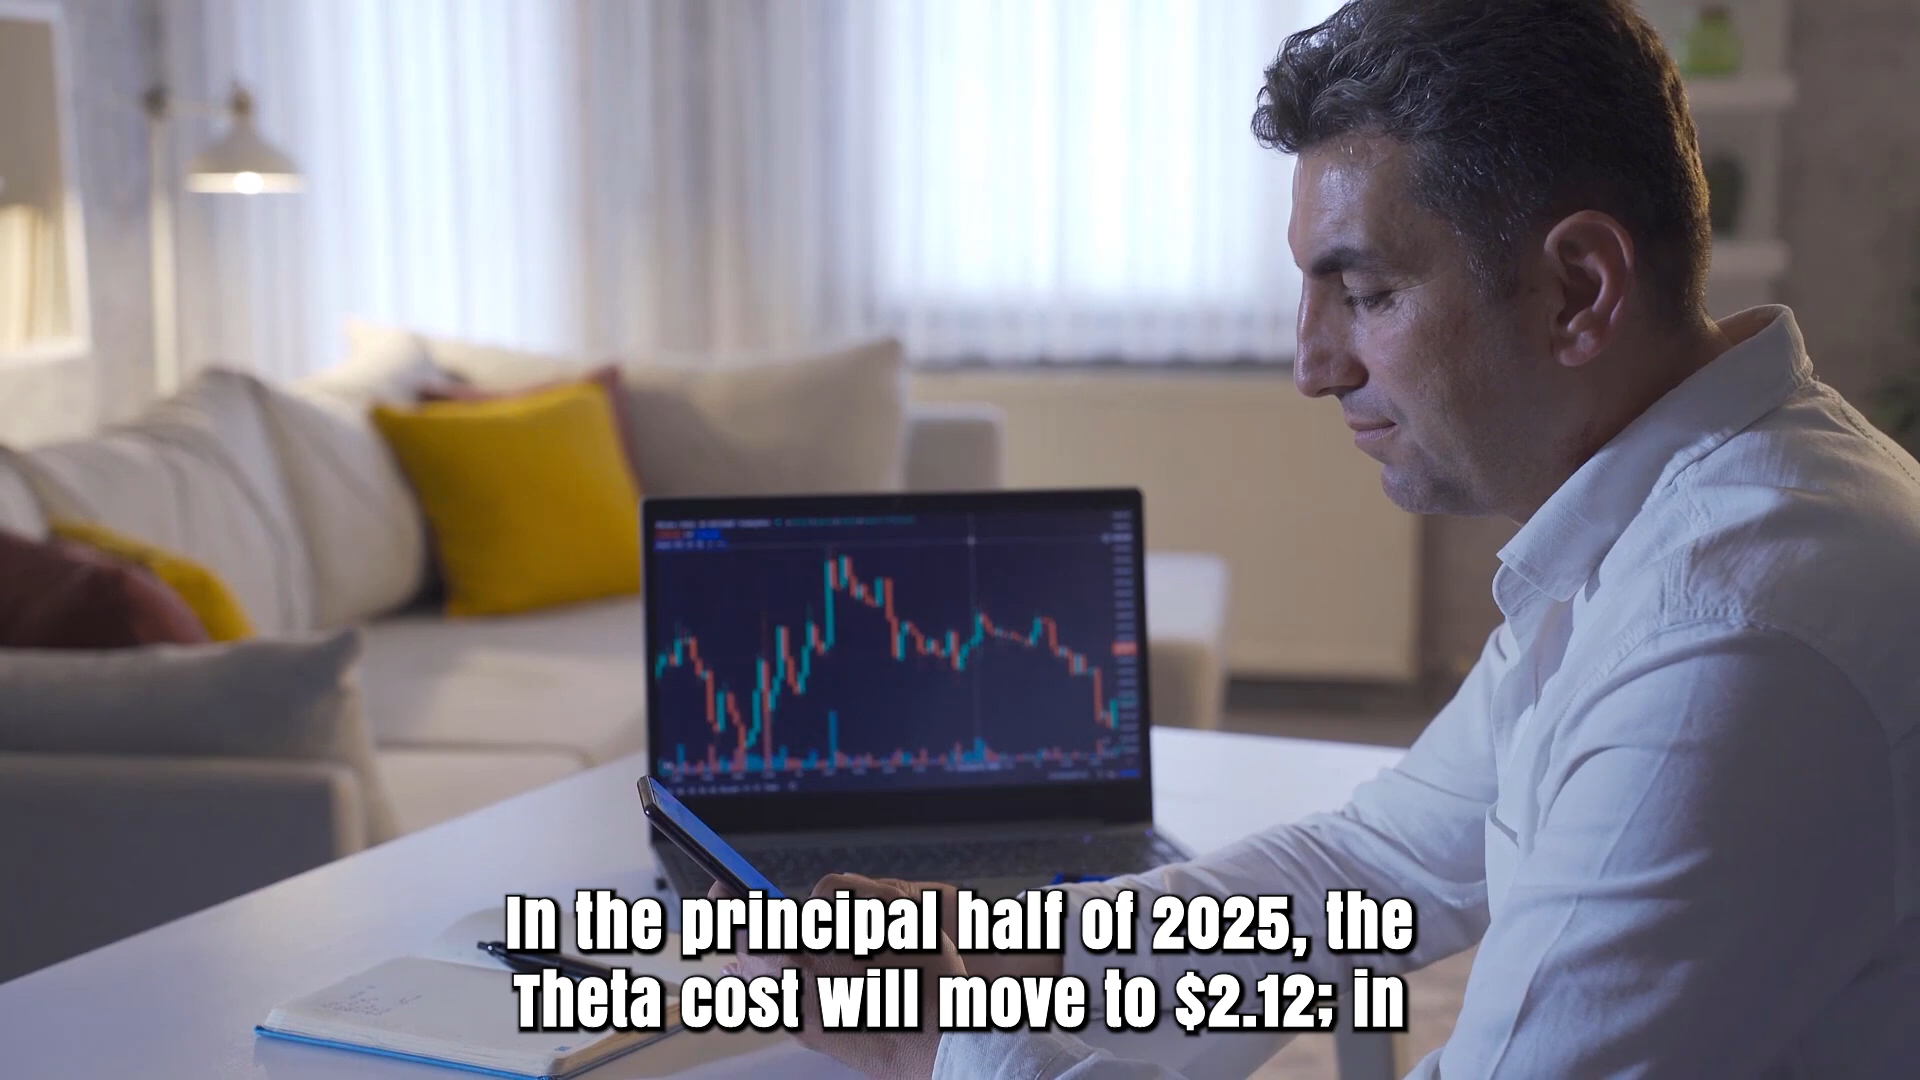 In the principal half of 2025, the
Theta cost will move to $2.12; in